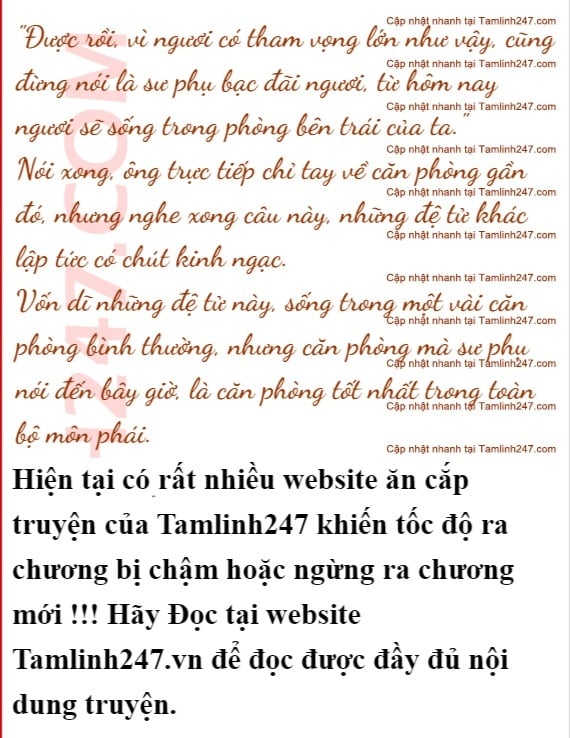 Cập nhật nhanh tại Tamlinh247.com
"Được rồi, vì ngươi có tham vọng lớn như vậy, cũng
Cập nhật nhanh tại Tamlinh247.com
đừng nói là sư phụ bạc đãi ngươi, từ hôm nay
Cập nhật nhanh tại Tamlinh247.com
ngươi sẽ sống trong phòng bên trái của ta."
Cập nhật nhanh tại Tamlinh247.com
Nói xong, ông trực tiếp chỉ tay về căn phòng gần
Cập nhật nhanh tại Tamlinh247.com
đó, nhưng nghe xong câu này, những đệ tử khác
Cập nhật nhanh tại Tamlinh247.com
lập tức có chút kinh ngạc.
Cập nhật nhanh tại Tamlinh247.com
Vốn dĩ những đệ tử này, sống trong một vài căn
Cập nhật nhanh tại Tamlinh247.com
phòng bình thường, nhưng căn phòng mà sư phụ
Cập nhật nhanh tại Tamlinh247.com
nói đến bây giờ, là căn phòng tốt nhất trong toàn
Cập nhật nhanh tại Tamlinh247.com
bộ môn phái.
Cập nhật nhanh tại Tamlinh247.com
247.COM
Hiện tại có rất nhiều website ăn cắp
truyện của Tamlinh247 khiến tốc độ ra
chương bị chậm hoặc ngừng ra chương
mới !!! Hãy Đọc tại website
Tamlinh247.vn để đọc được đầy đủ nội
dung truyện.